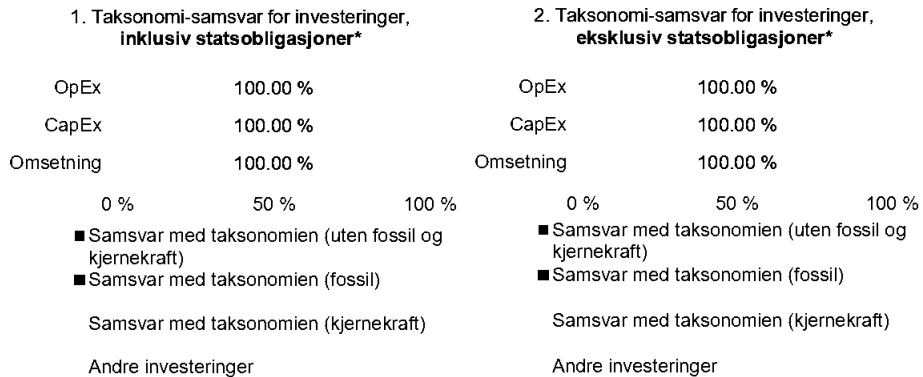 1. Taksonomi-samsvar for investeringer,
inklusiv statsobligasjoner*
OpEx 100.00 %
CapEx 100.00 %
Omsetning 100.00 %
0 % 50 % 100 %
■ Samsvar med taksonomien (uten fossil og
kjernekraft)
■ Samsvar med taksonomien (fossil)
Samsvar med taksonomien (kjernekraft)
Andre investeringer
2. Taksonomi-samsvar for investeringer,
eksklusiv statsobligasjoner*
OpEx 100.00 %
CapEx 100.00 %
Omsetning 100.00 %
0 % 50 % 100 %
■ Samsvar med taksonomien (uten fossil og
kjernekraft)
■ Samsvar med taksonomien (fossil)
Samsvar med taksonomien (kjernekraft)
Andre investeringer